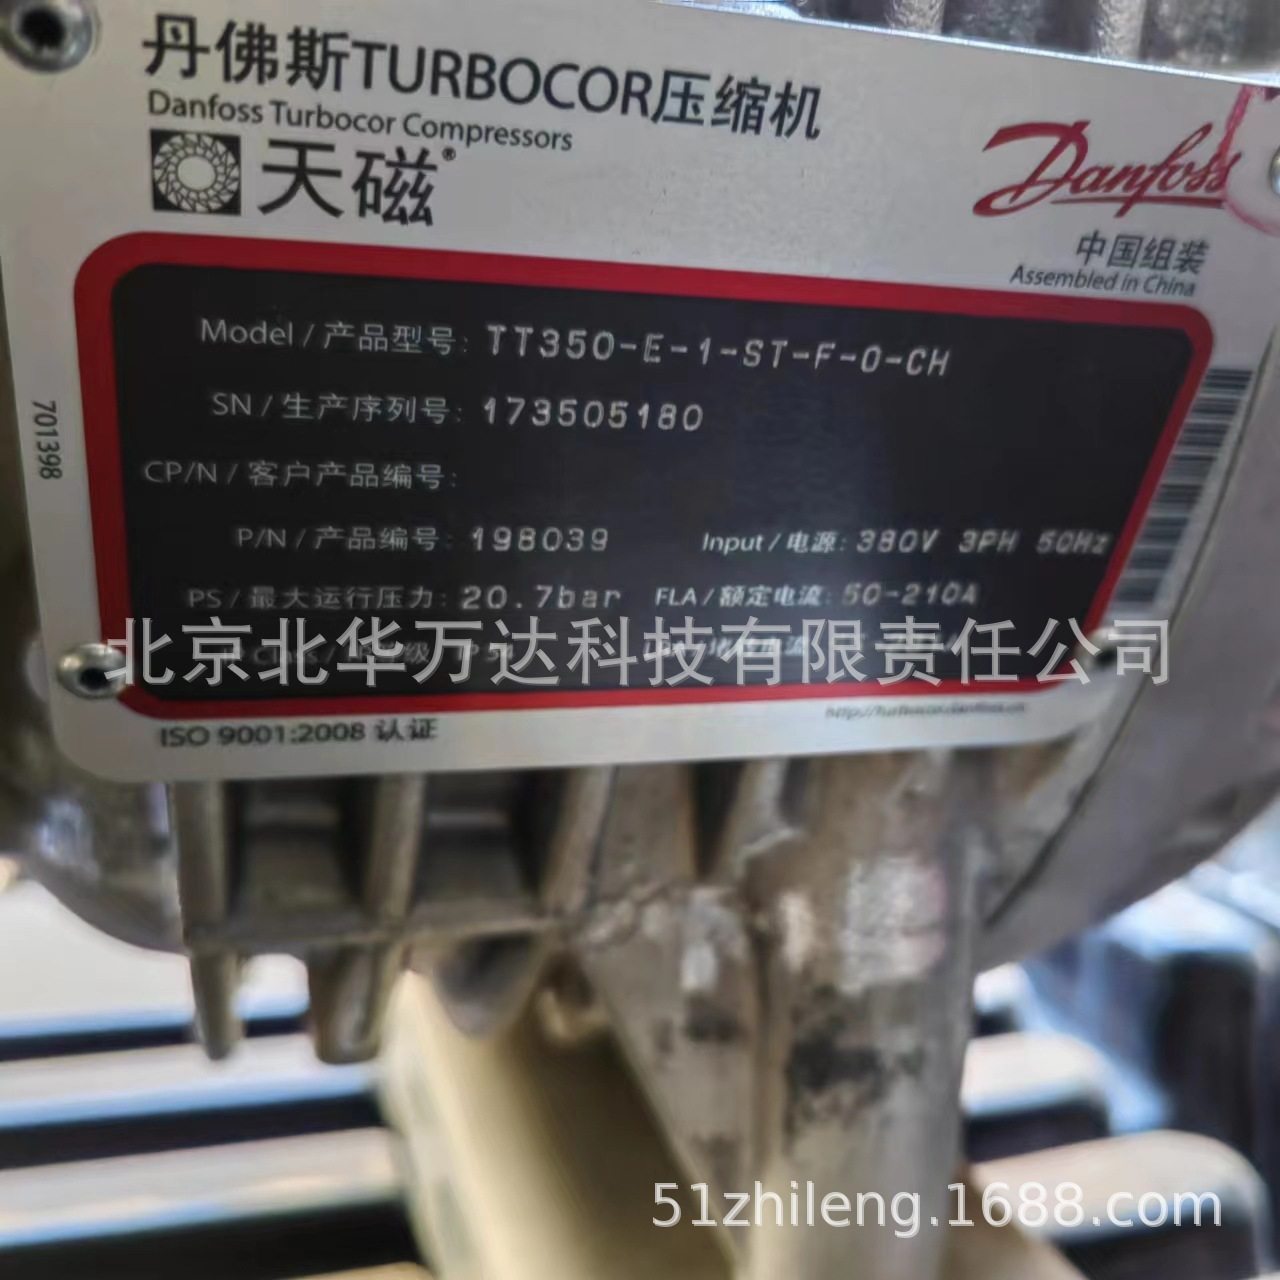 丹佛斯TURBOCOR压缩机
Danfoss Turbocor Compressors
天磁®
Danfoss
中国组装
Assembled in China
Model / 产品型号: TT350-E-1-ST-F-0-CH
SN / 生产序列号: 173505180
CP/N / 客户产品编号:
P/N / 产品编号: 198039 Input / 电源: 380V 3PH 50Hz
PS / 最大运行压力: 20.7bar FLA / 额定电流: 50-210A
北京北华万达科技有限责任公司
ISO 9001:2008 认证
701398
51zhileng.1688.com